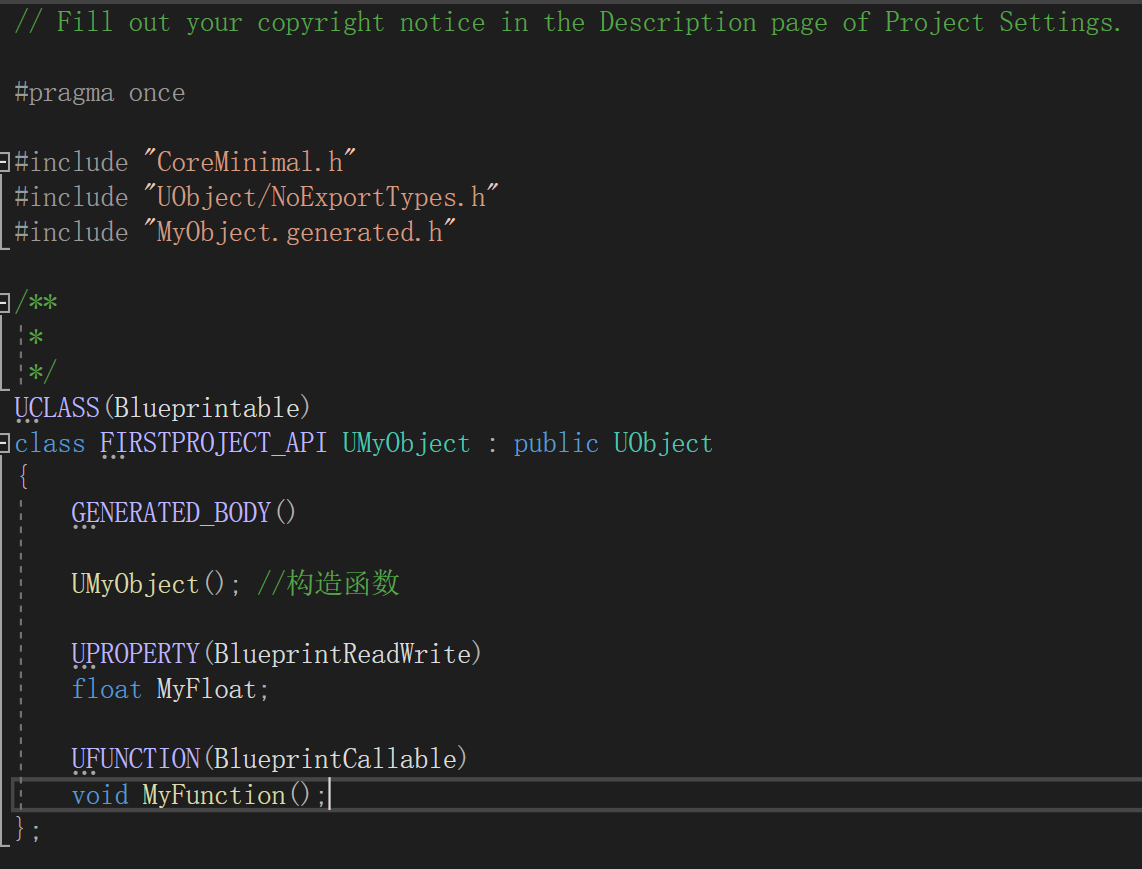 // Fill out your copyright notice in the Description page of Project Settings.
#pragma once
#include "CoreMinimal.h"
#include "UObject/NoExportTypes.h"
#include "MyObject.generated.h"
/**
*
*/
UCLASS(Blueprintable)
class FIRSTPROJECT_API UMyObject : public UObject
{
GENERATED_BODY()
UMyObject(); //构造函数
UPROPERTY(BlueprintReadWrite)
float MyFloat;
UFUNCTION(BlueprintCallable)
void MyFunction();
};